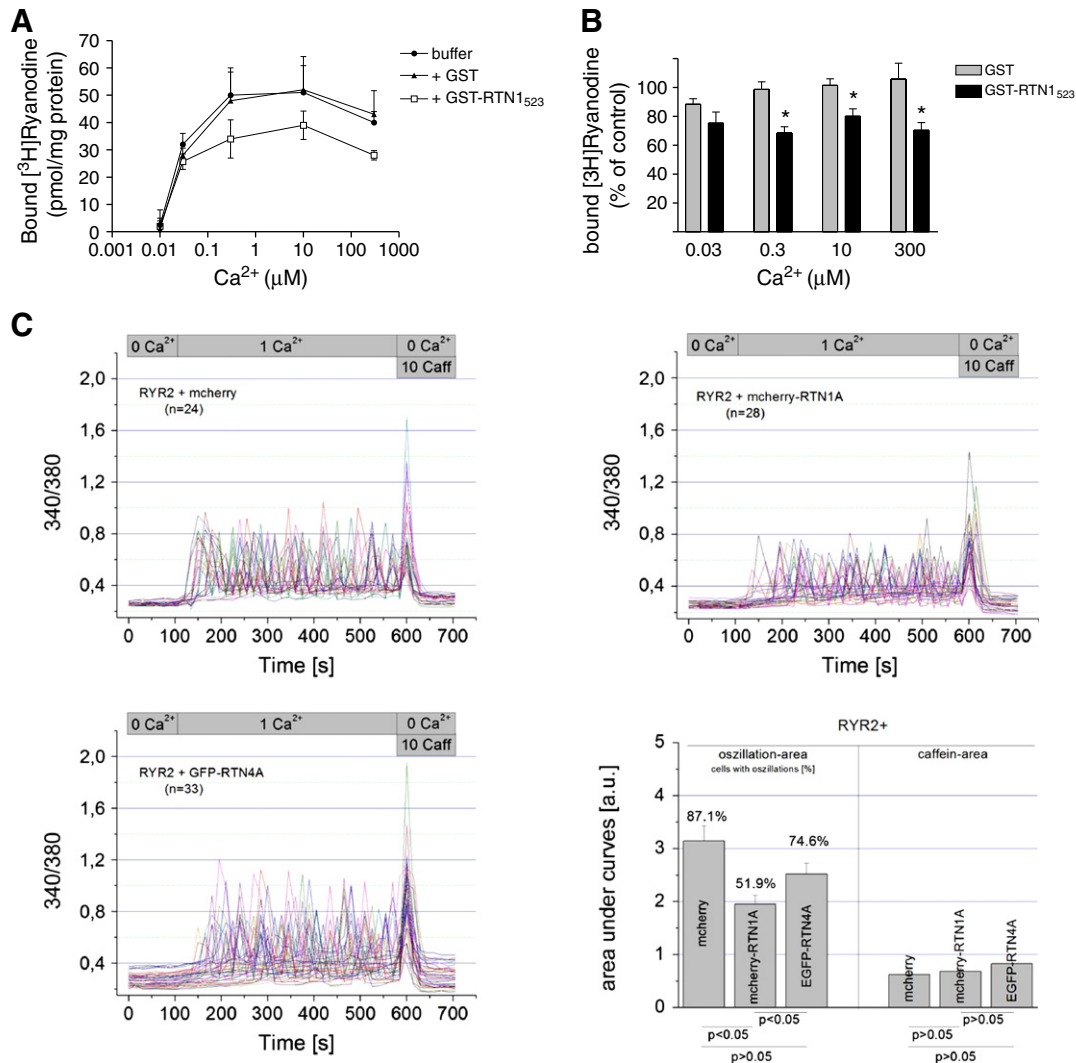 A
70
60
50
40
30
20
10
0
Bound [³H]Ryanodine
(pmol/mg protein)
0.001 0.01 0.1 1 10 100 1000
Ca²⁺ (μM)
buffer
+ GST
+ GST-RTN1₅₂₃
B
100
80
60
40
20
bound [3H]Ryanodine
(% of control)
* * *
0.03 0.3 10 300
Ca²⁺ (μM)
GST
GST-RTN1₅₂₃
C
0 Ca²⁺ 1 Ca²⁺ 0 Ca²⁺
10 Caff
2,0
1,6
1,2
0,8
0,4
340/380
RYR2 + mcherry
(n=24)
0 100 200 300 400 500 600 700
Time [s]
0 Ca²⁺ 1 Ca²⁺ 0 Ca²⁺
10 Caff
2,0
1,6
1,2
0,8
0,4
340/380
RYR2 + mcherry-RTN1A
(n=28)
0 100 200 300 400 500 600 700
Time [s]
0 Ca²⁺ 1 Ca²⁺ 0 Ca²⁺
10 Caff
2,0
1,6
1,2
0,8
0,4
340/380
RYR2 + GFP-RTN4A
(n=33)
0 100 200 300 400 500 600 700
Time [s]
RYR2+
5
4
3
2
1
0
area under curves [a.u.]
oszillation-area
cells with oszillations [%]
caffein-area
87.1%
51.9%
74.6%
mcherry
mcherry-RTN1A
EGFP-RTN4A
mcherry
mcherry-RTN1A
EGFP-RTN4A
p<0.05
p<0.05
p>0.05
p>0.05
p>0.05
p>0.05